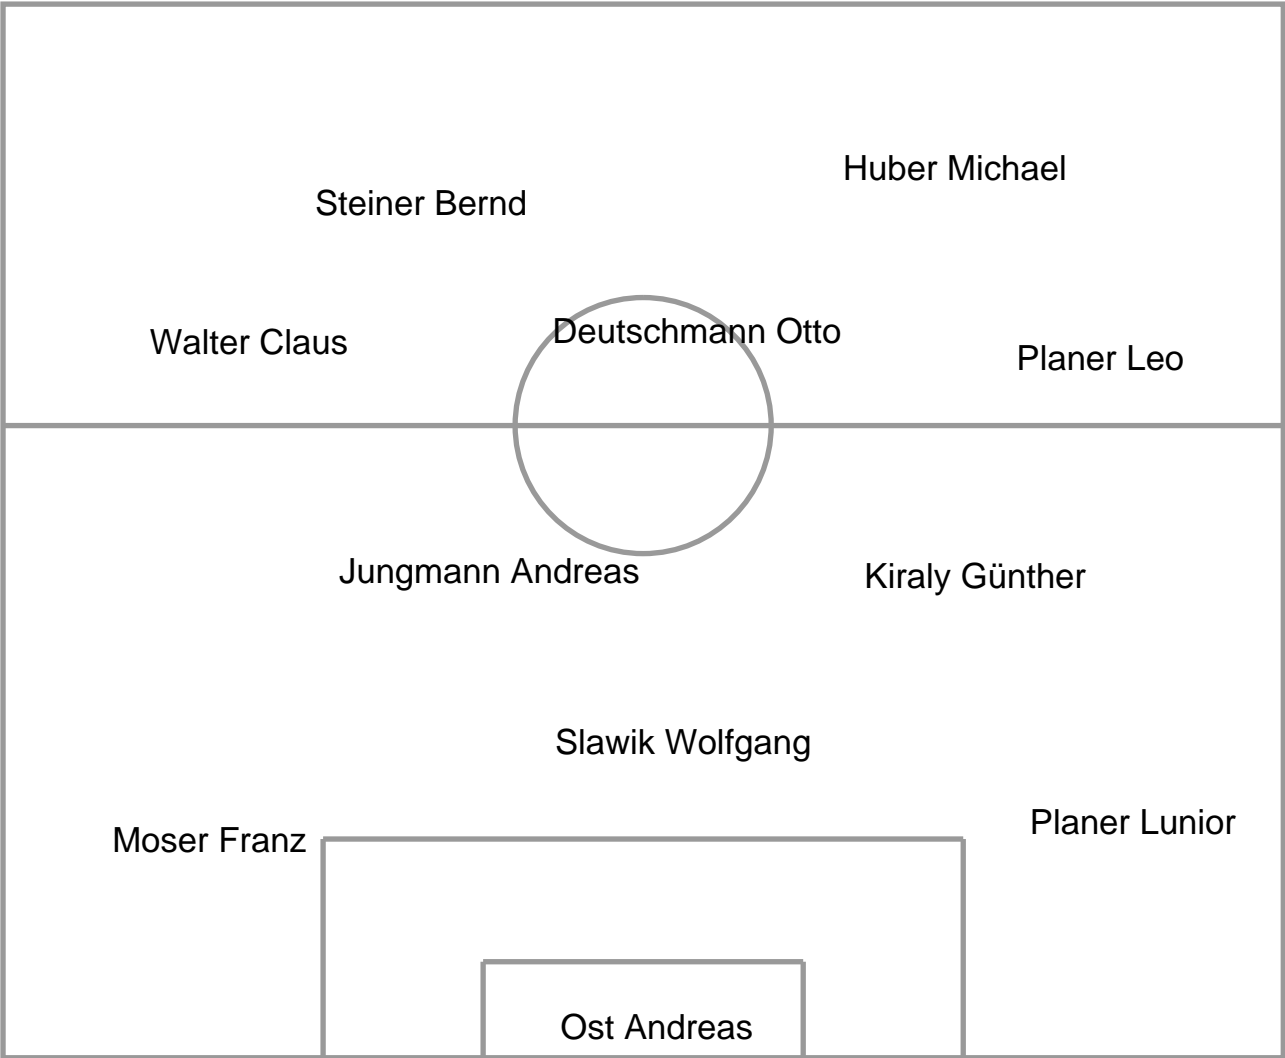 Huber Michael
Steiner Bernd
Deutschmann Otto
Walter Claus
Planer Leo
Jungmann Andreas
Kiraly Günther
Slawik Wolfgang
Planer Lunior
Moser Franz
Ost Andreas